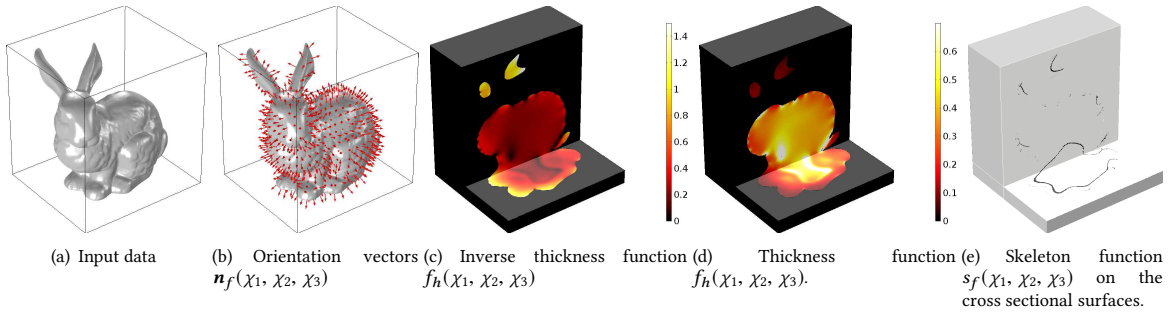 1.4
1.2
1
0.8
0.6
0.4
0.2
0
0.6
0.5
0.4
0.3
0.2
0.1
0
(a) Input data
(b) Orientation vectors
n_f(χ1, χ2, χ3)
(c) Inverse thickness function
f_h(χ1, χ2, χ3)
(d) Thickness function
f_h(χ1, χ2, χ3).
(e) Skeleton function
s_f(χ1, χ2, χ3) on the
cross sectional surfaces.